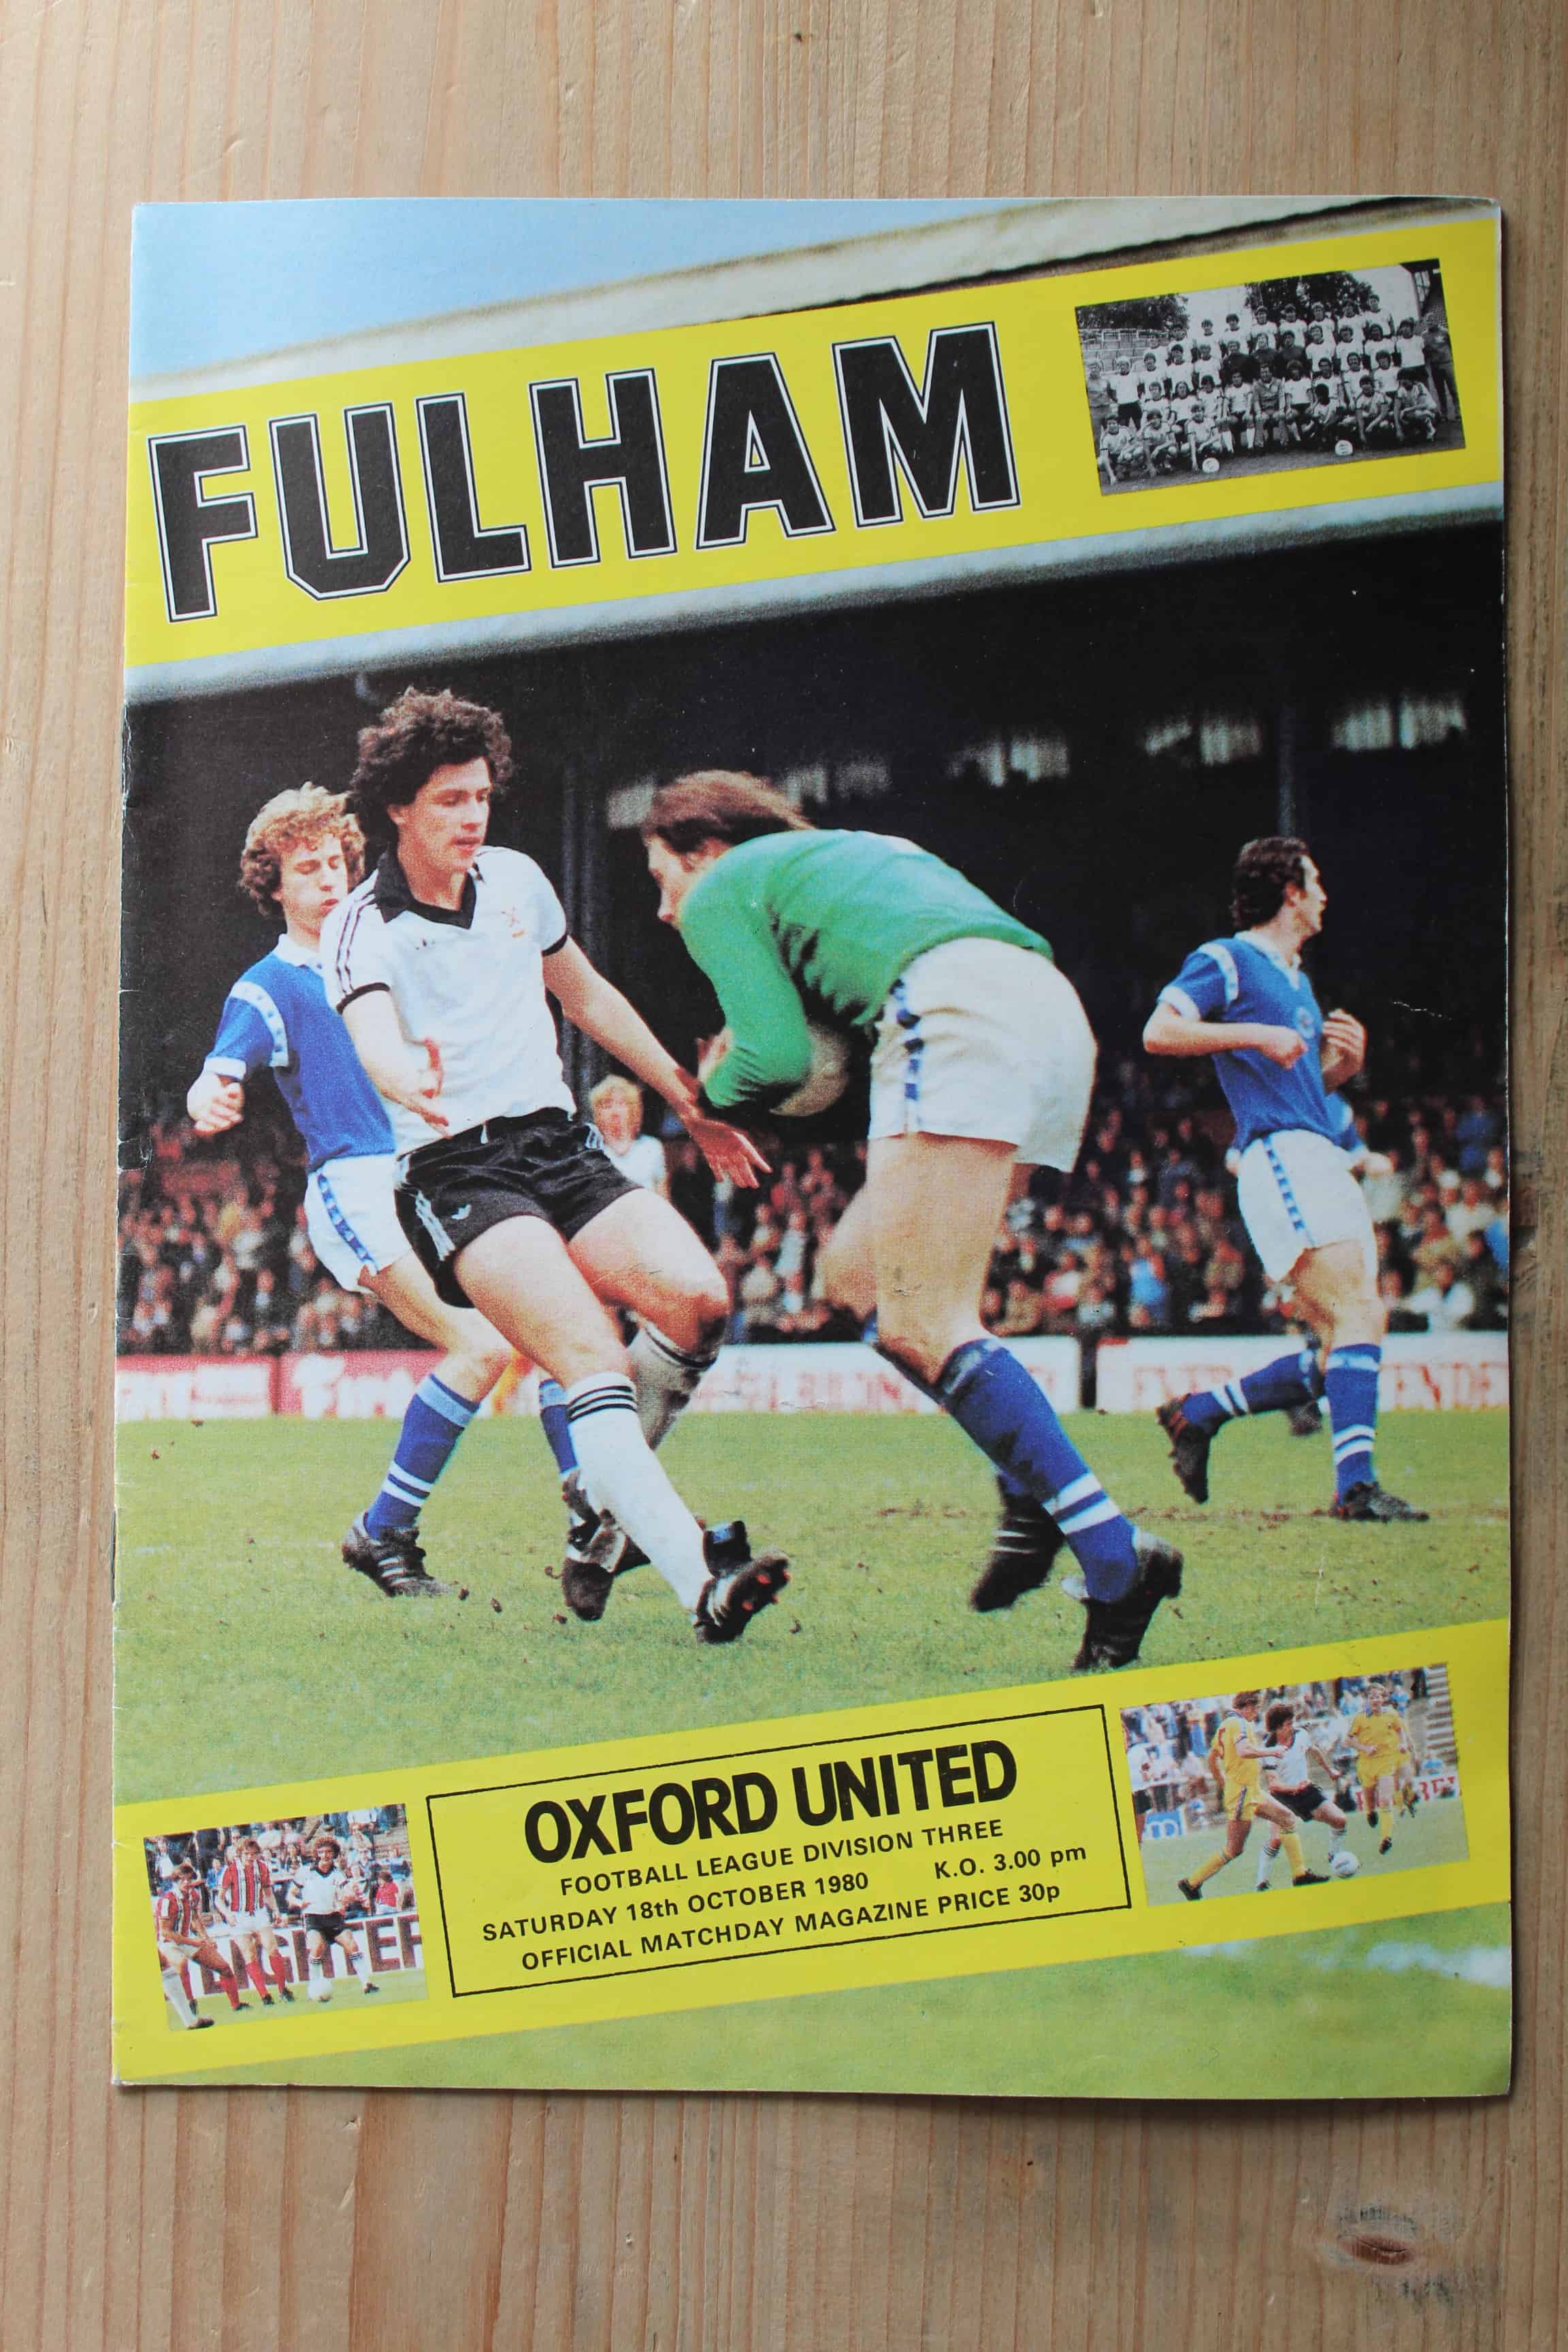 FULHAM
OXFORD UNITED
FOOTBALL LEAGUE DIVISION THREE
SATURDAY 18th OCTOBER 1980 K.O. 3.00 pm
OFFICIAL MATCHDAY MAGAZINE PRICE 30p